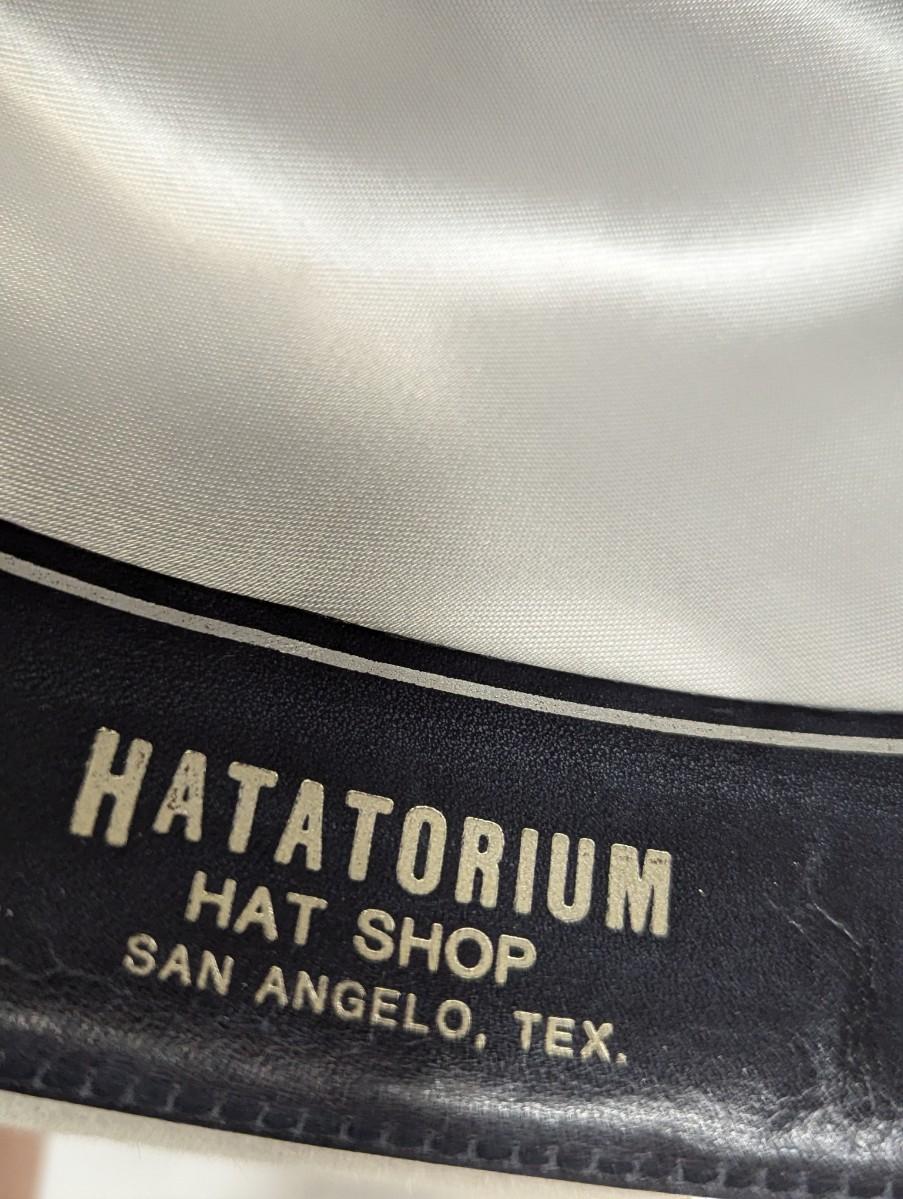 HATATORIUM
HAT SHOP
SAN ANGELO, TEX.